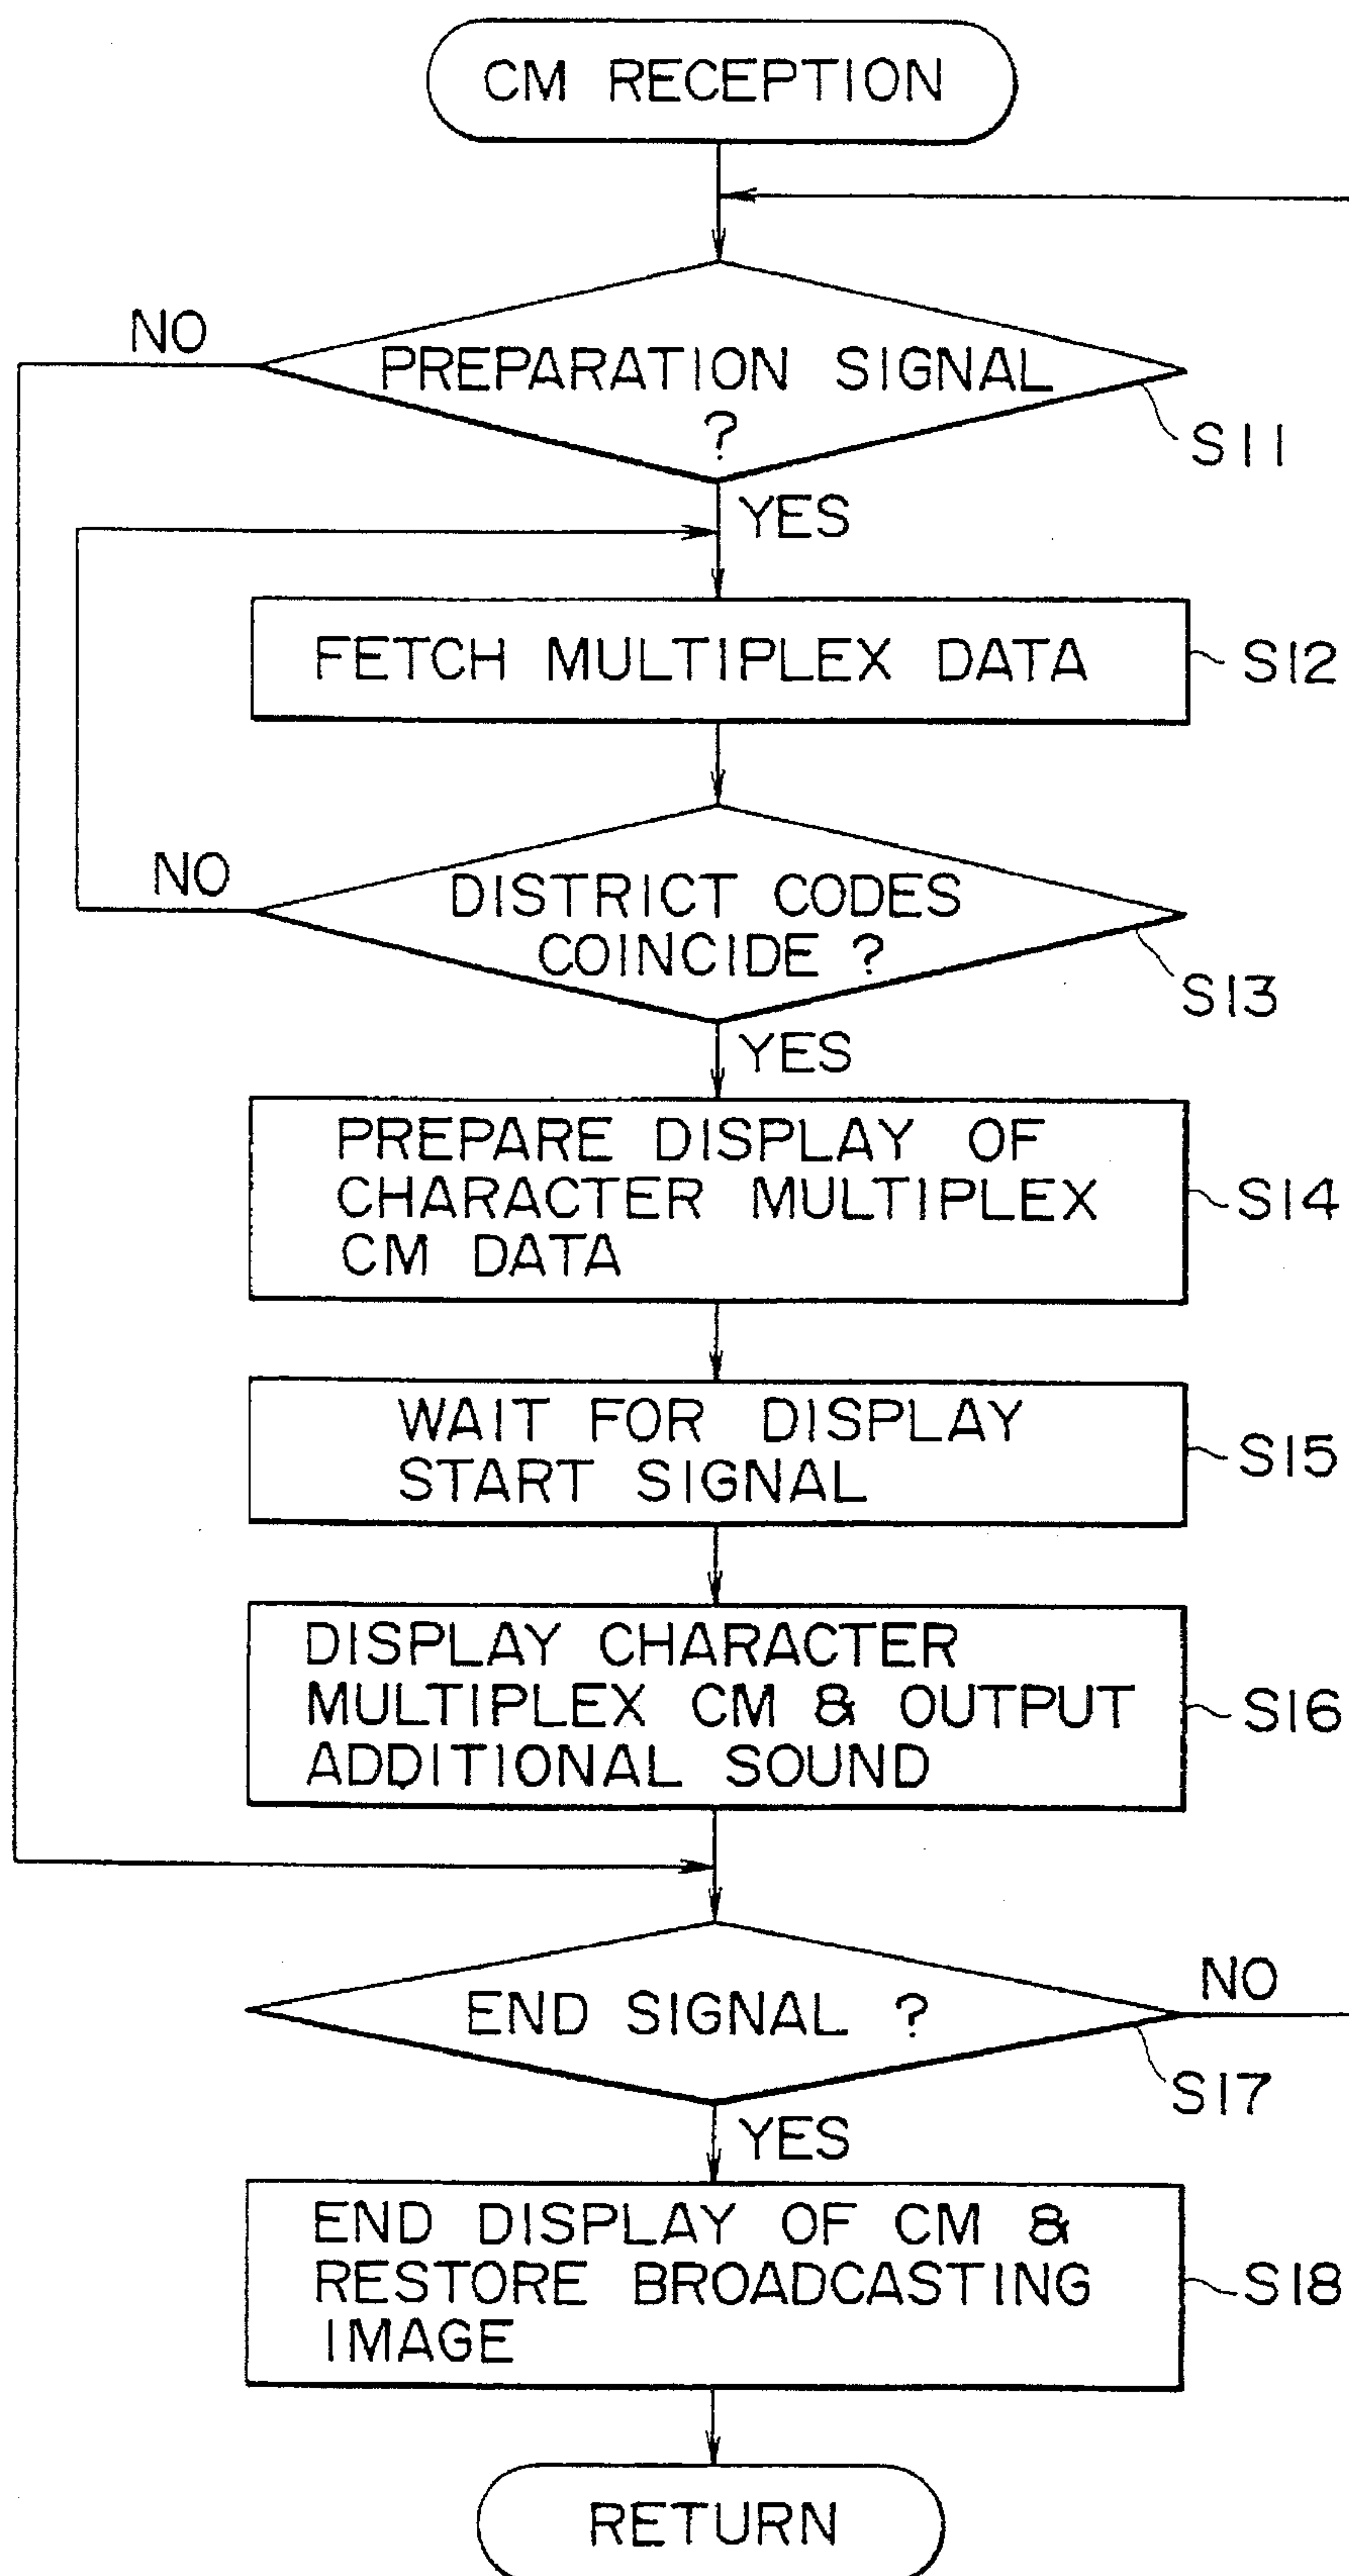 CM RECEPTION
NO
PREPARATION SIGNAL
?
S11
YES
FETCH MULTIPLEX DATA
S12
NO
DISTRICT CODES
COINCIDE ?
S13
YES
PREPARE DISPLAY OF
CHARACTER MULTIPLEX
CM DATA
S14
WAIT FOR DISPLAY
START SIGNAL
S15
DISPLAY CHARACTER
MULTIPLEX CM & OUTPUT
ADDITIONAL SOUND
S16
NO
END SIGNAL ?
S17
YES
END DISPLAY OF CM &
RESTORE BROADCASTING
IMAGE
S18
RETURN